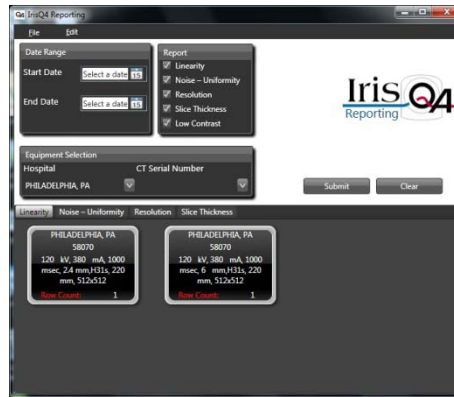 QA IrisQ4 Reporting
File Edit
Date Range
Start Date Select a date 15
End Date Select a date 15
Report
Linearity
Noise – Uniformity
Resolution
Slice Thickness
Low Contrast
Iris QA
Reporting
Equipment Selection
Hospital CT Serial Number
PHILADELPHIA, PA
Submit Clear
Linearity Noise – Uniformity Resolution Slice Thickness
PHILADELPHIA, PA
58070
120 kV, 380 mA, 1000
msec, 2.4 mm,H31s, 220
mm, 512x512
Row Count: 1
PHILADELPHIA, PA
58070
120 kV, 380 mA, 1000
msec, 6 mm,H31s, 220
mm, 512x512
Row Count: 1